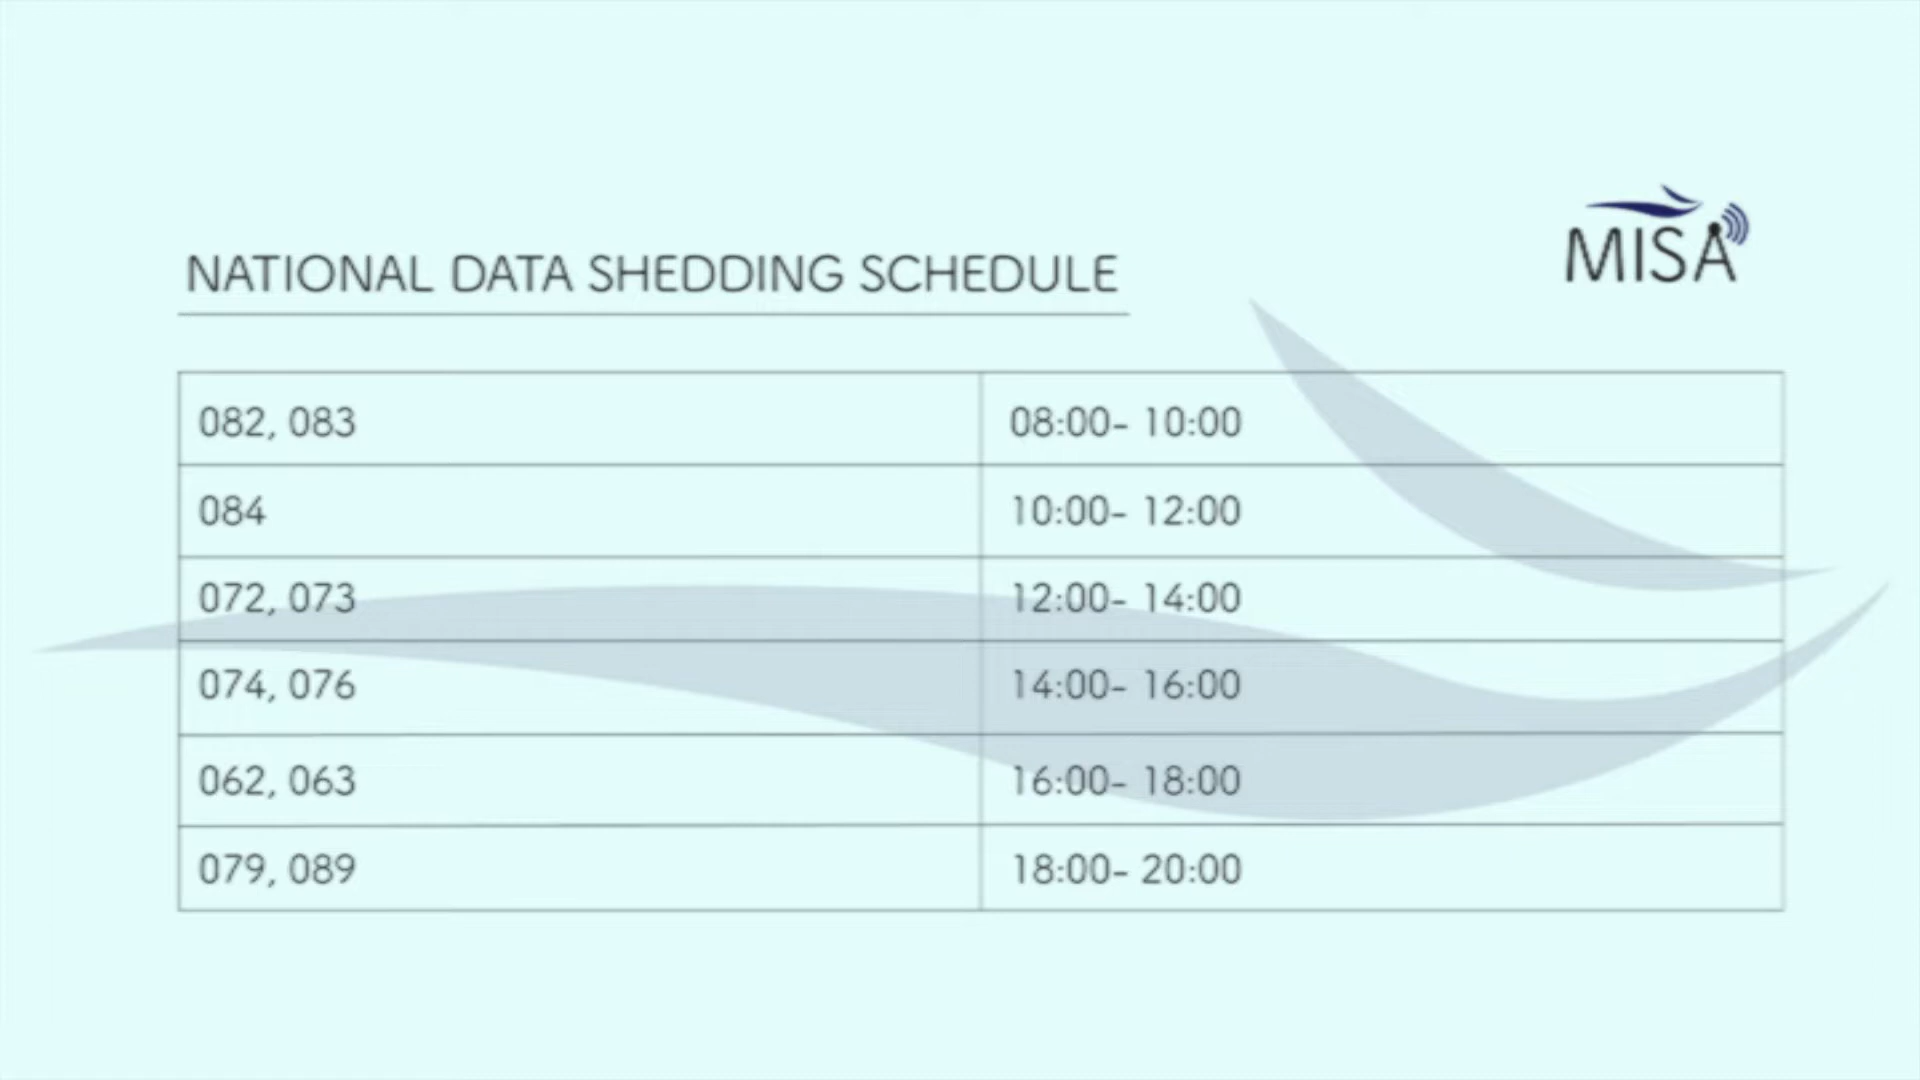 MISA
NATIONAL DATA SHEDDING SCHEDULE
082, 083 08:00- 10:00
084 10:00- 12:00
072, 073 12:00- 14:00
074, 076 14:00- 16:00
062, 063 16:00- 18:00
079, 089 18:00- 20:00